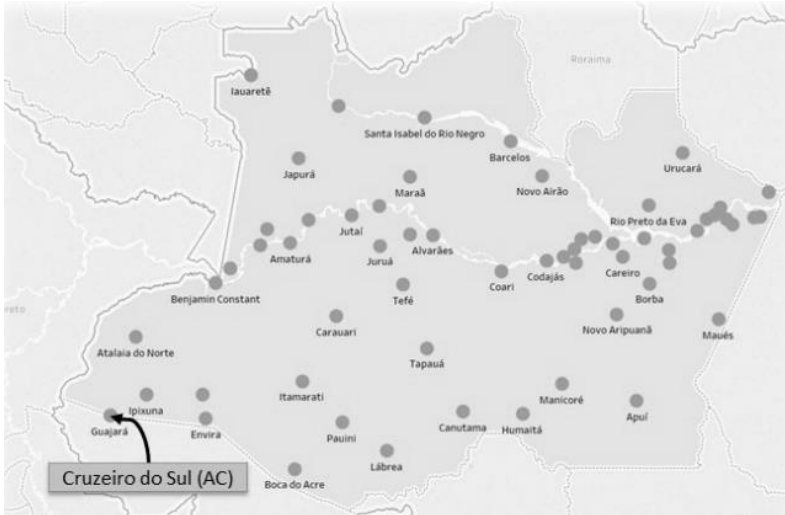 Roraima
Iauaretê
Santa Isabel do Rio Negro
Barcelos
Urucará
Japurá
Maraã
Novo Airão
Rio Preto da Eva
Jutaí
Amaturá
Juruá
Alvarães
Codajás
Careiro
Coari
Tefé
Borba
Benjamin Constant
Carauari
Novo Aripuanã
Maués
Atalaia do Norte
Tapauá
Itamarati
Manicoré
Ipixuna
Apuí
Guajará
Envira
Pauini
Canutama
Humaitá
Lábrea
Cruzeiro do Sul (AC)
Boca do Acre